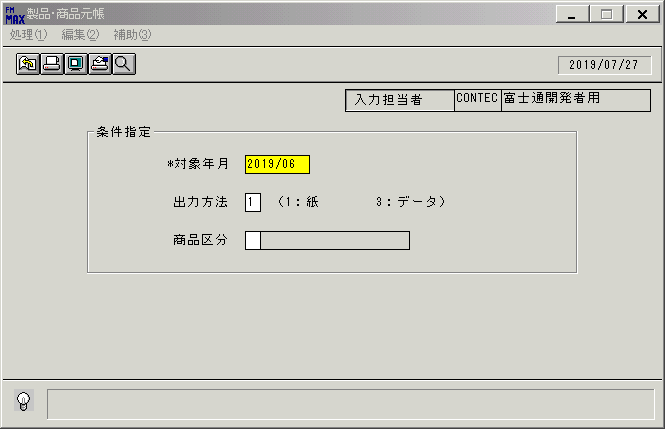 FM MAX 製品・商品元帳
処理(1) 編集(2) 補助(3)
2019/07/27
入力担当者 CONTEC 富士通開発者用
条件指定
*対象年月 2019/06
出力方法 1 (1:紙 3:データ)
商品区分